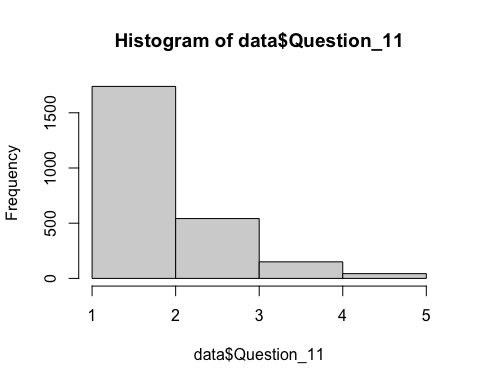 Histogram of data$Question_11
Frequency
1500
1000
500
0
1 2 3 4 5
data$Question_11